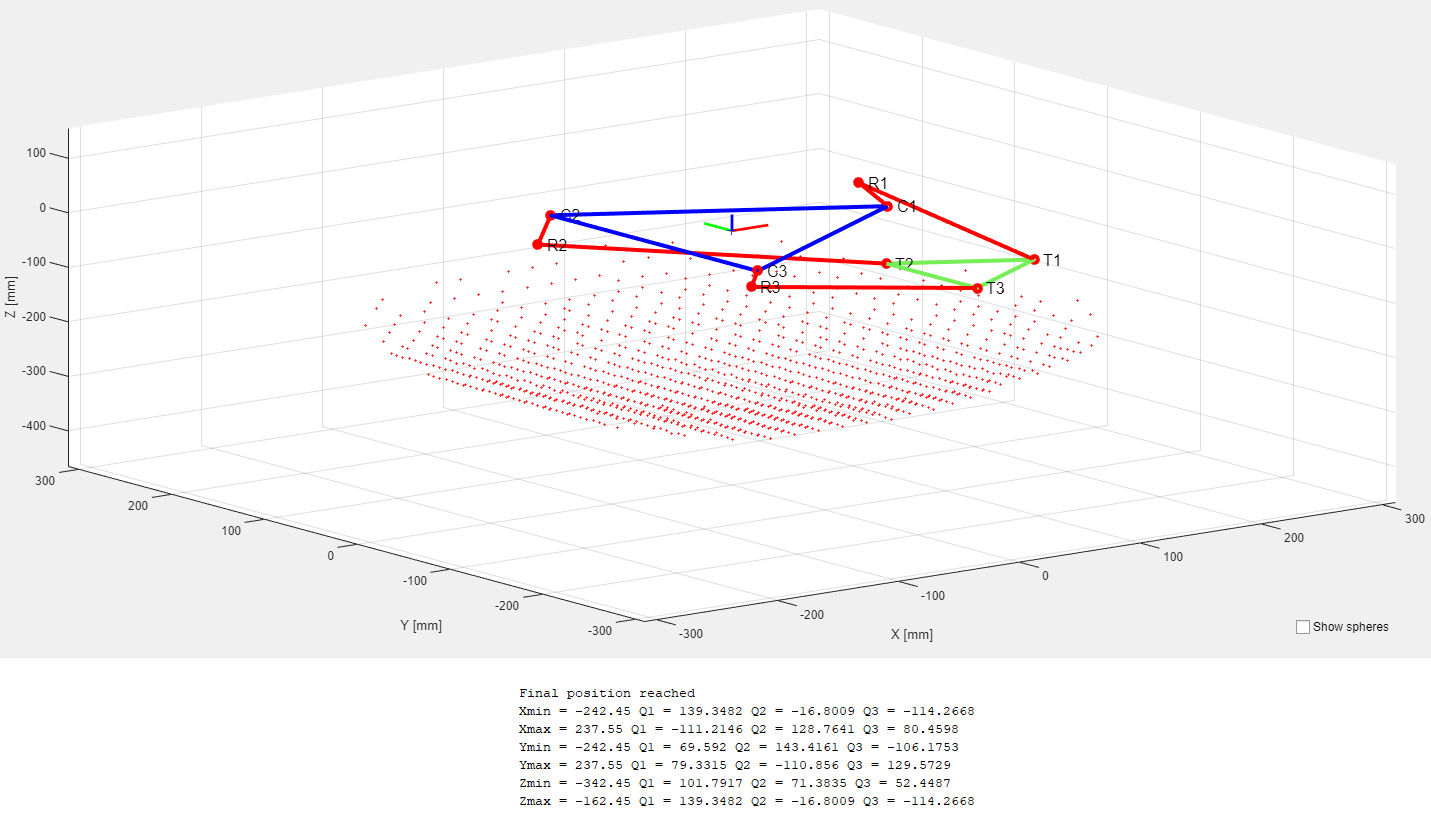 100
0
-100
-200
-300
-400
Z [mm]
300
200
100
0
-100
-200
-300
Y [mm]
-300
-200
-100
0
100
200
300
X [mm]
R1
C1
C2
R2
C3
R3
T2
T1
T3
Show spheres
Final position reached
Xmin = -242.45 Q1 = 139.3482 Q2 = -16.8009 Q3 = -114.2668
Xmax = 237.55 Q1 = -111.2146 Q2 = 128.7641 Q3 = 80.4598
Ymin = -242.45 Q1 = 69.592 Q2 = 143.4161 Q3 = -106.1753
Ymax = 237.55 Q1 = 79.3315 Q2 = -110.856 Q3 = 129.5729
Zmin = -342.45 Q1 = 101.7917 Q2 = 71.3835 Q3 = 52.4487
Zmax = -162.45 Q1 = 139.3482 Q2 = -16.8009 Q3 = -114.2668